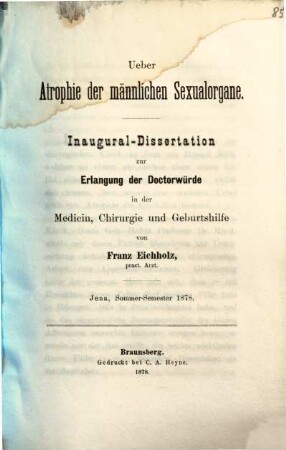 85
Ueber
Atrophie der männlichen Sexualorgane.
Inaugural-Dissertation
zur
Erlangung der Doctorwürde
in der
Medicin, Chirurgie und Geburtshilfe
von
Franz Eichholz,
pract. Arzt.
Jena, Sommer-Semester 1878.
Braunsberg.
Gedruckt bei C. A. Heyne.
1878.